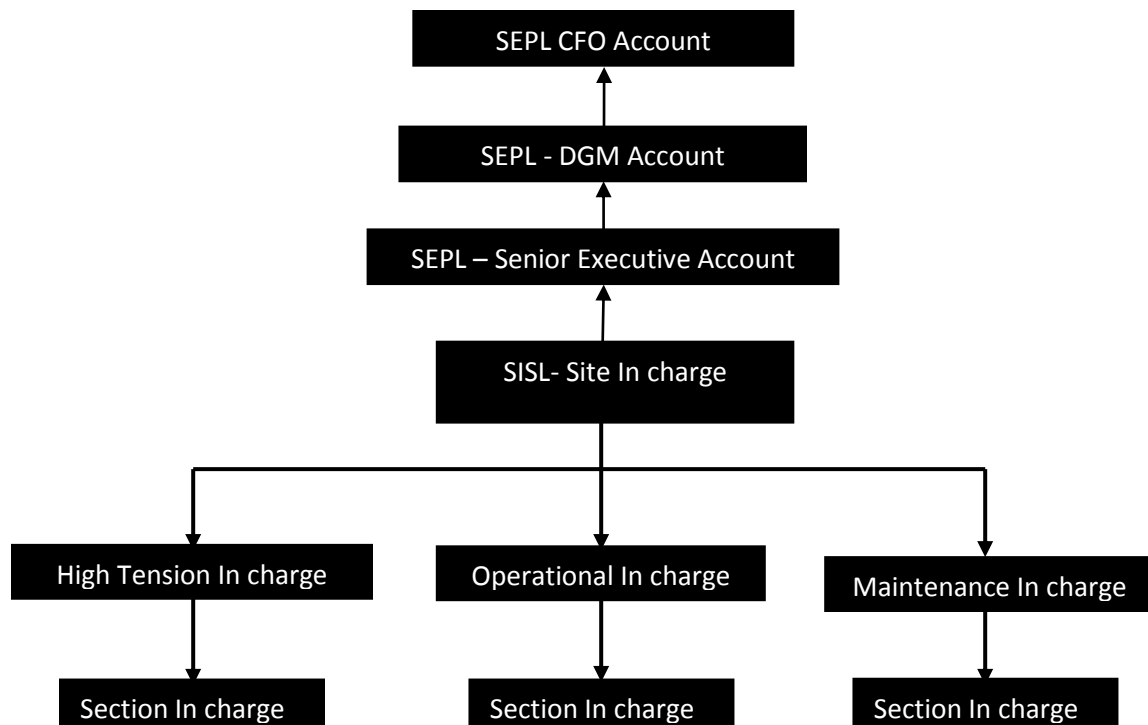 SEPL CFO Account
SEPL - DGM Account
SEPL – Senior Executive Account
SISL- Site In charge
High Tension In charge
Operational In charge
Maintenance In charge
Section In charge
Section In charge
Section In charge